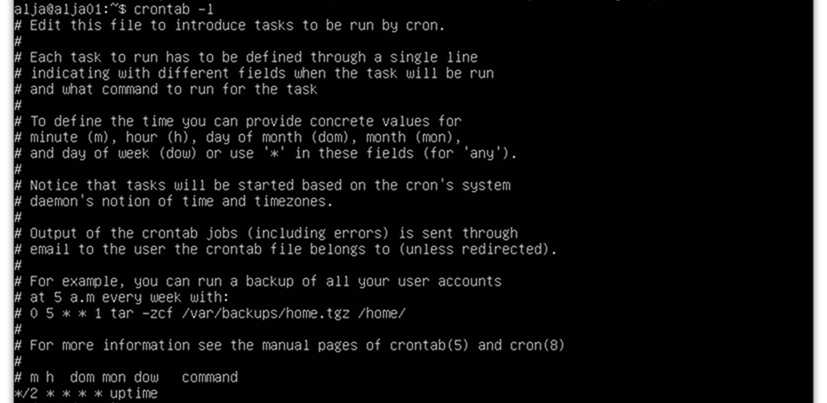 alja@alja01:~$ crontab -l
# Edit this file to introduce tasks to be run by cron.
#
# Each task to run has to be defined through a single line
# indicating with different fields when the task will be run
# and what command to run for the task
#
# To define the time you can provide concrete values for
# minute (m), hour (h), day of month (dom), month (mon),
# and day of week (dow) or use '*' in these fields (for 'any').
#
# Notice that tasks will be started based on the cron's system
# daemon's notion of time and timezones.
#
# Output of the crontab jobs (including errors) is sent through
# email to the user the crontab file belongs to (unless redirected).
#
# For example, you can run a backup of all your user accounts
# at 5 a.m every week with:
# 0 5 * * 1 tar -zcf /var/backups/home.tgz /home/
#
# For more information see the manual pages of crontab(5) and cron(8)
#
# m h  dom mon dow   command
*/2 * * * * uptime